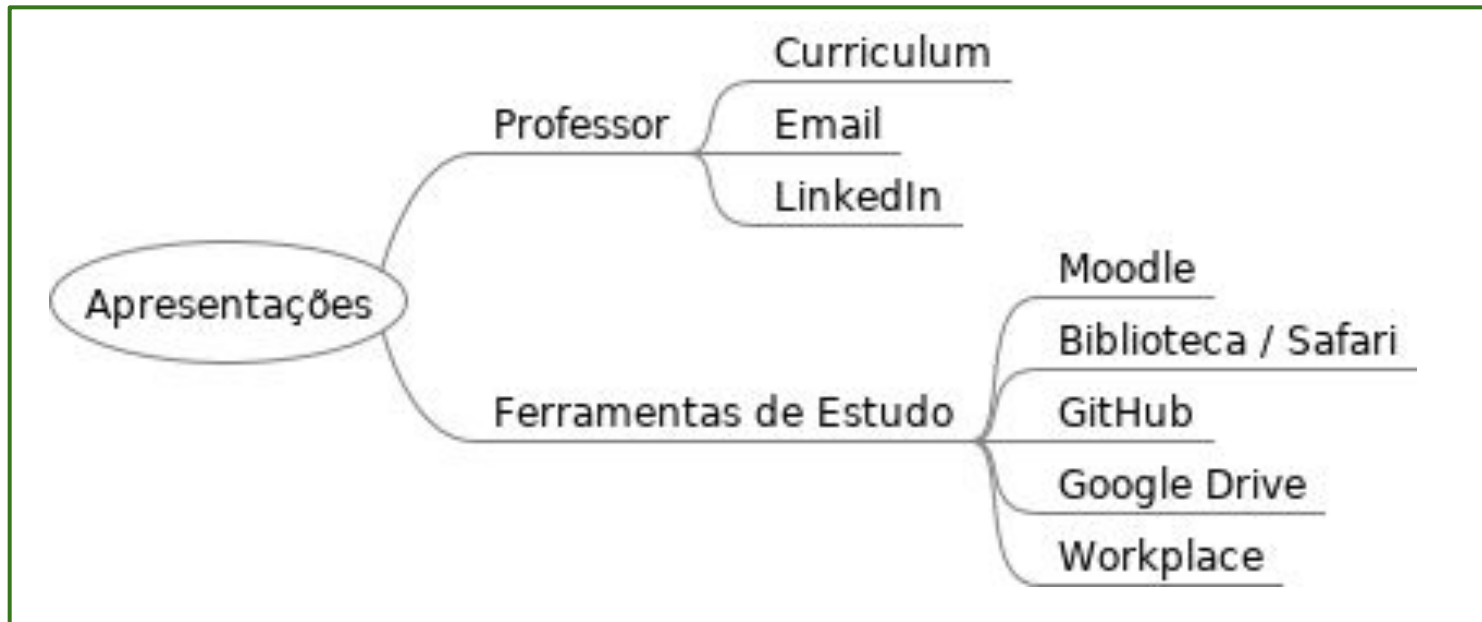 Apresentações
Professor
Curriculum
Email
LinkedIn
Ferramentas de Estudo
Moodle
Biblioteca / Safari
GitHub
Google Drive
Workplace